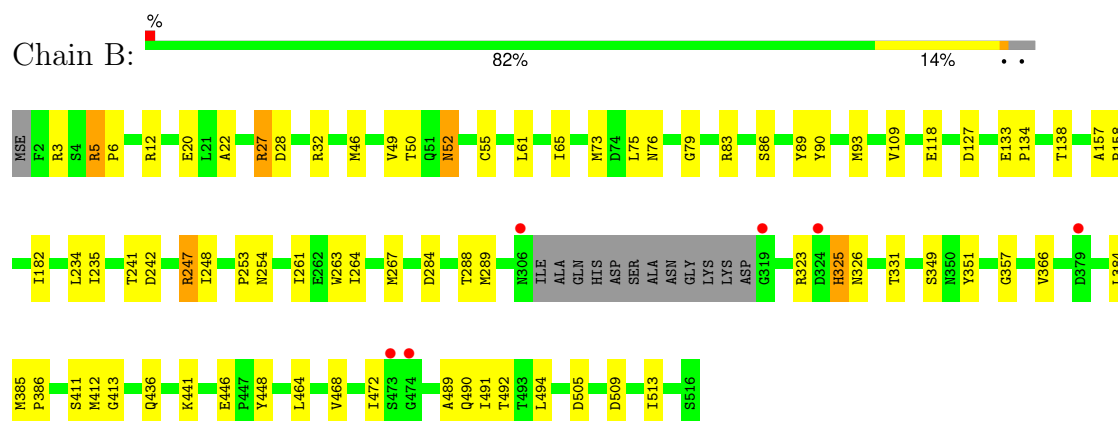 %
Chain B:
82% 14% • •
MSE F2 R3 S4 R5 P6 R12 E20 L21 A22 R27 D28 R32 M46 V49 T50 Q51 N52 C55 L61 I65 M73 D74 L75 N76 G79 R83 S86 Y89 Y90 M93 V109 E118 D127 E133 P134 T138 A157
I182 L234 I235 T241 D242 R247 I248 P253 N254 I261 E262 W263 I264 M267 D284 T288 M289 N306 ILE ALA GLN HIS ASP SER ALA ASN GLY LYS LYS ASP G319 R323 D324 H325 N326 T331 S349 N350 Y351 G357 V366 D379 L384
M385 P386 S411 M412 G413 Q436 K441 E446 P447 Y448 L464 V468 I472 S473 G474 A489 Q490 I491 T492 T493 L494 D505 D509 I513 S516